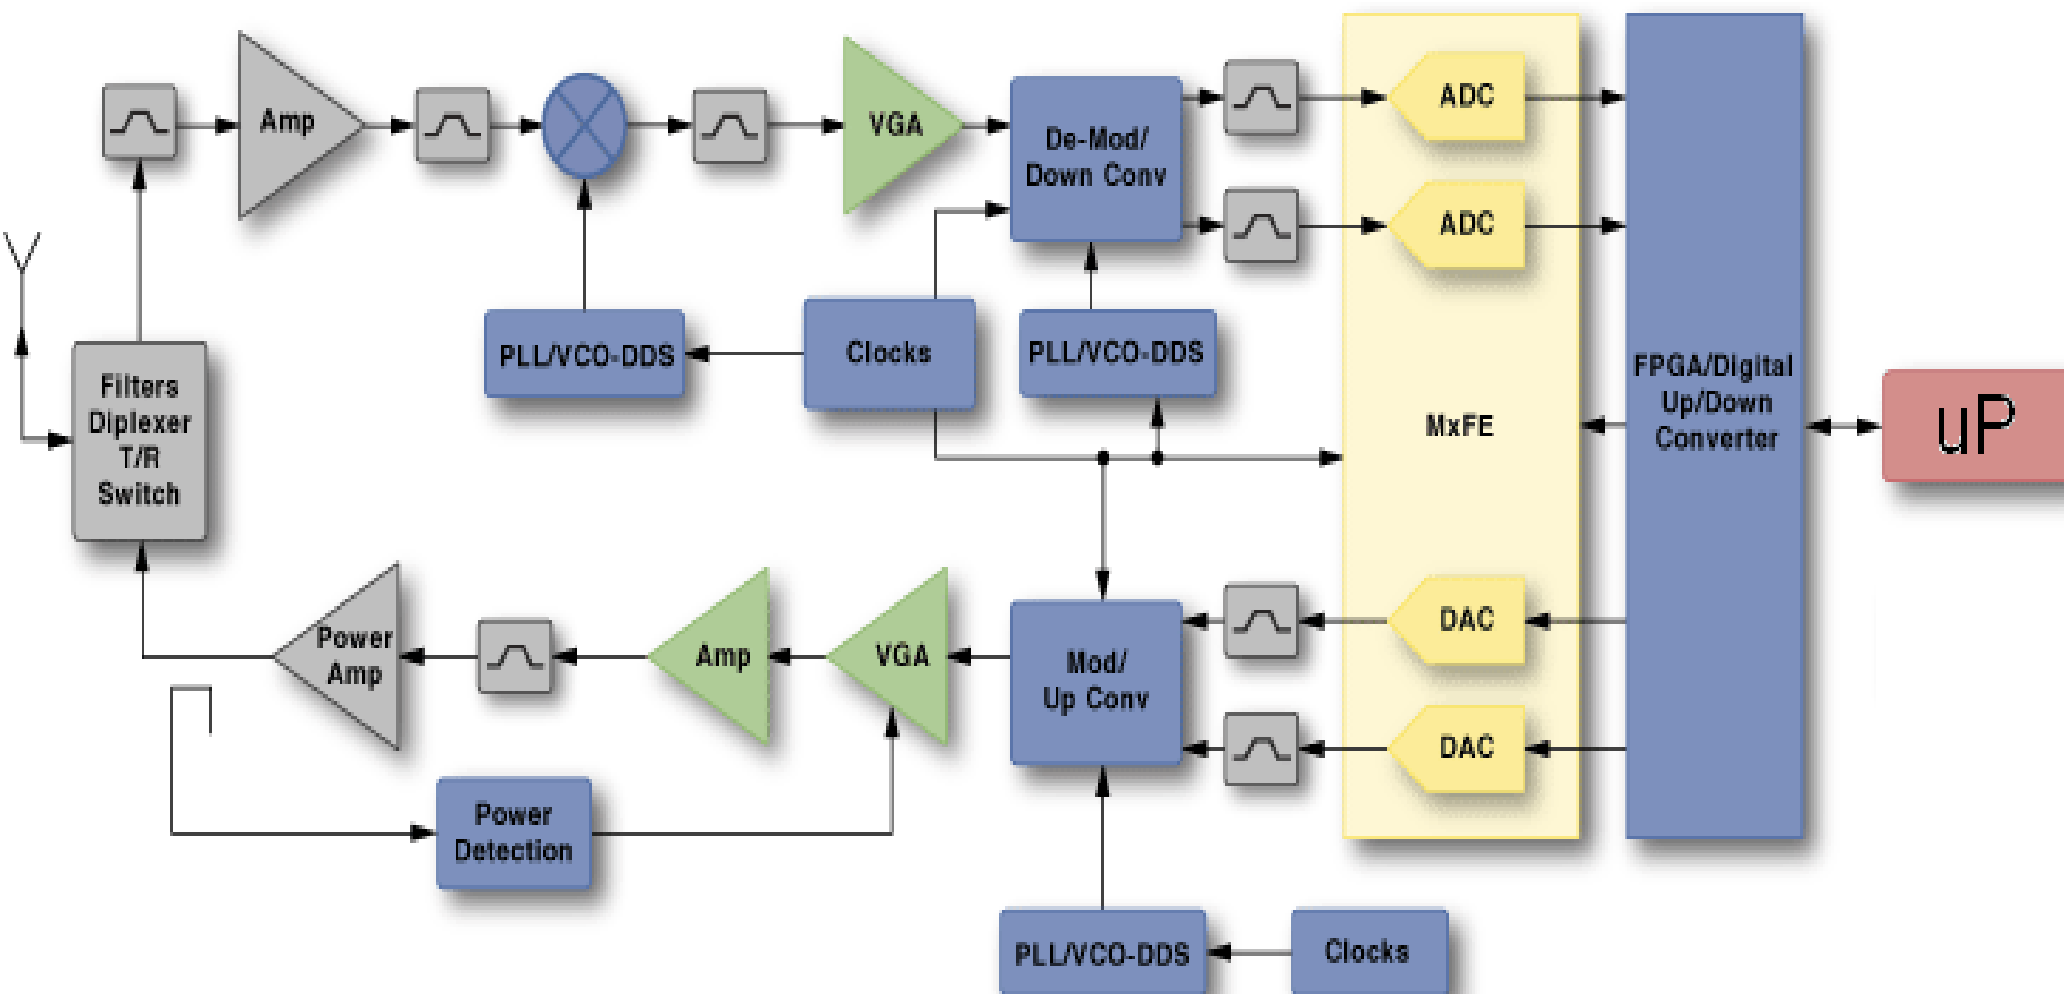 Amp
VGA
De-Mod/
Down Conv
ADC
ADC
PLL/VCO-DDS
Clocks
PLL/VCO-DDS
Filters
Diplexer
T/R
Switch
MxFE
FPGA/Digital
Up/Down
Converter
uP
Power
Amp
Amp
VGA
Mod/
Up Conv
DAC
DAC
Power
Detection
PLL/VCO-DDS
Clocks